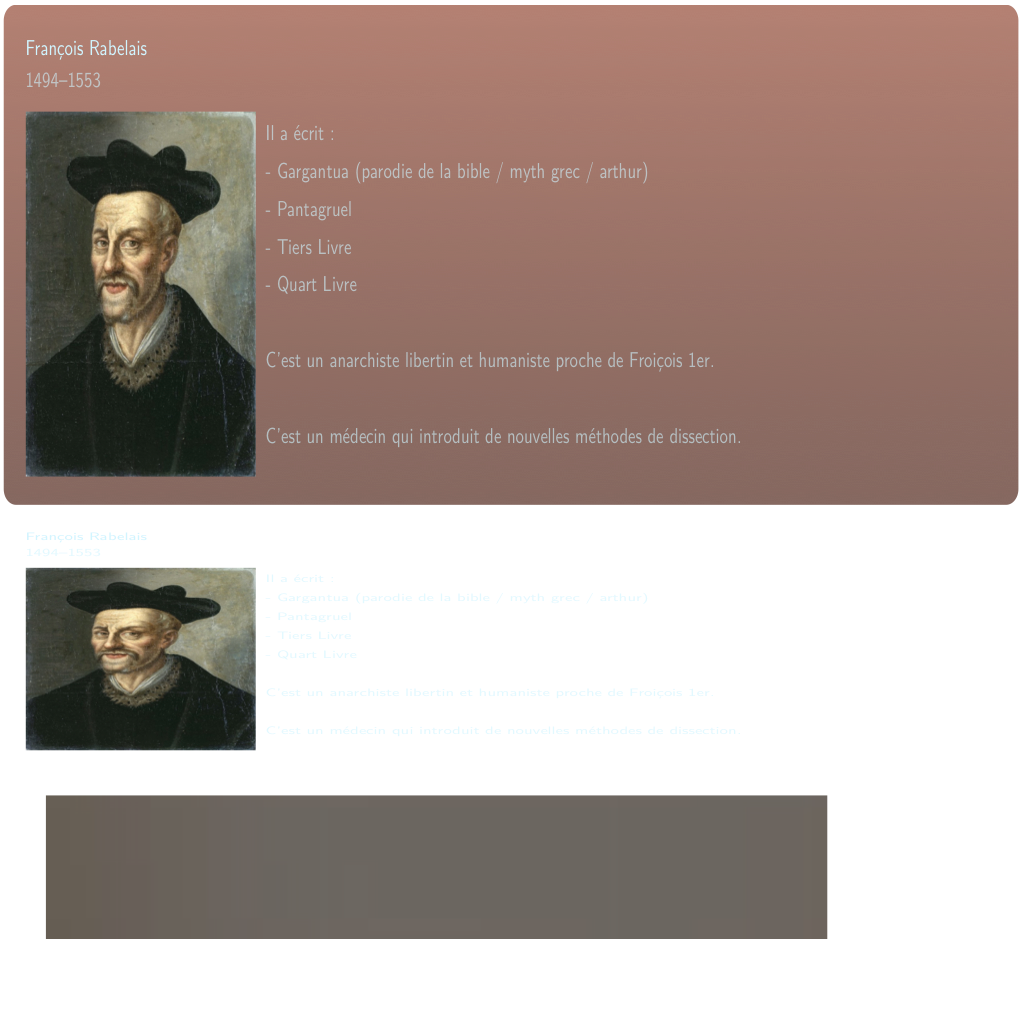 François Rabelais
1494–1553
Il a écrit :
- Gargantua (parodie de la bible / myth grec / arthur)
- Pantagruel
- Tiers Livre
- Quart Livre
C'est un anarchiste libertin et humaniste proche de Froiçois 1er.
C'est un médecin qui introduit de nouvelles méthodes de dissection.
François Rabelais
1494–1553
Il a écrit :
- Gargantua (parodie de la bible / myth grec / arthur)
- Pantagruel
- Tiers Livre
- Quart Livre
C'est un anarchiste libertin et humaniste proche de Froiçois 1er.
C'est un médecin qui introduit de nouvelles méthodes de dissection.